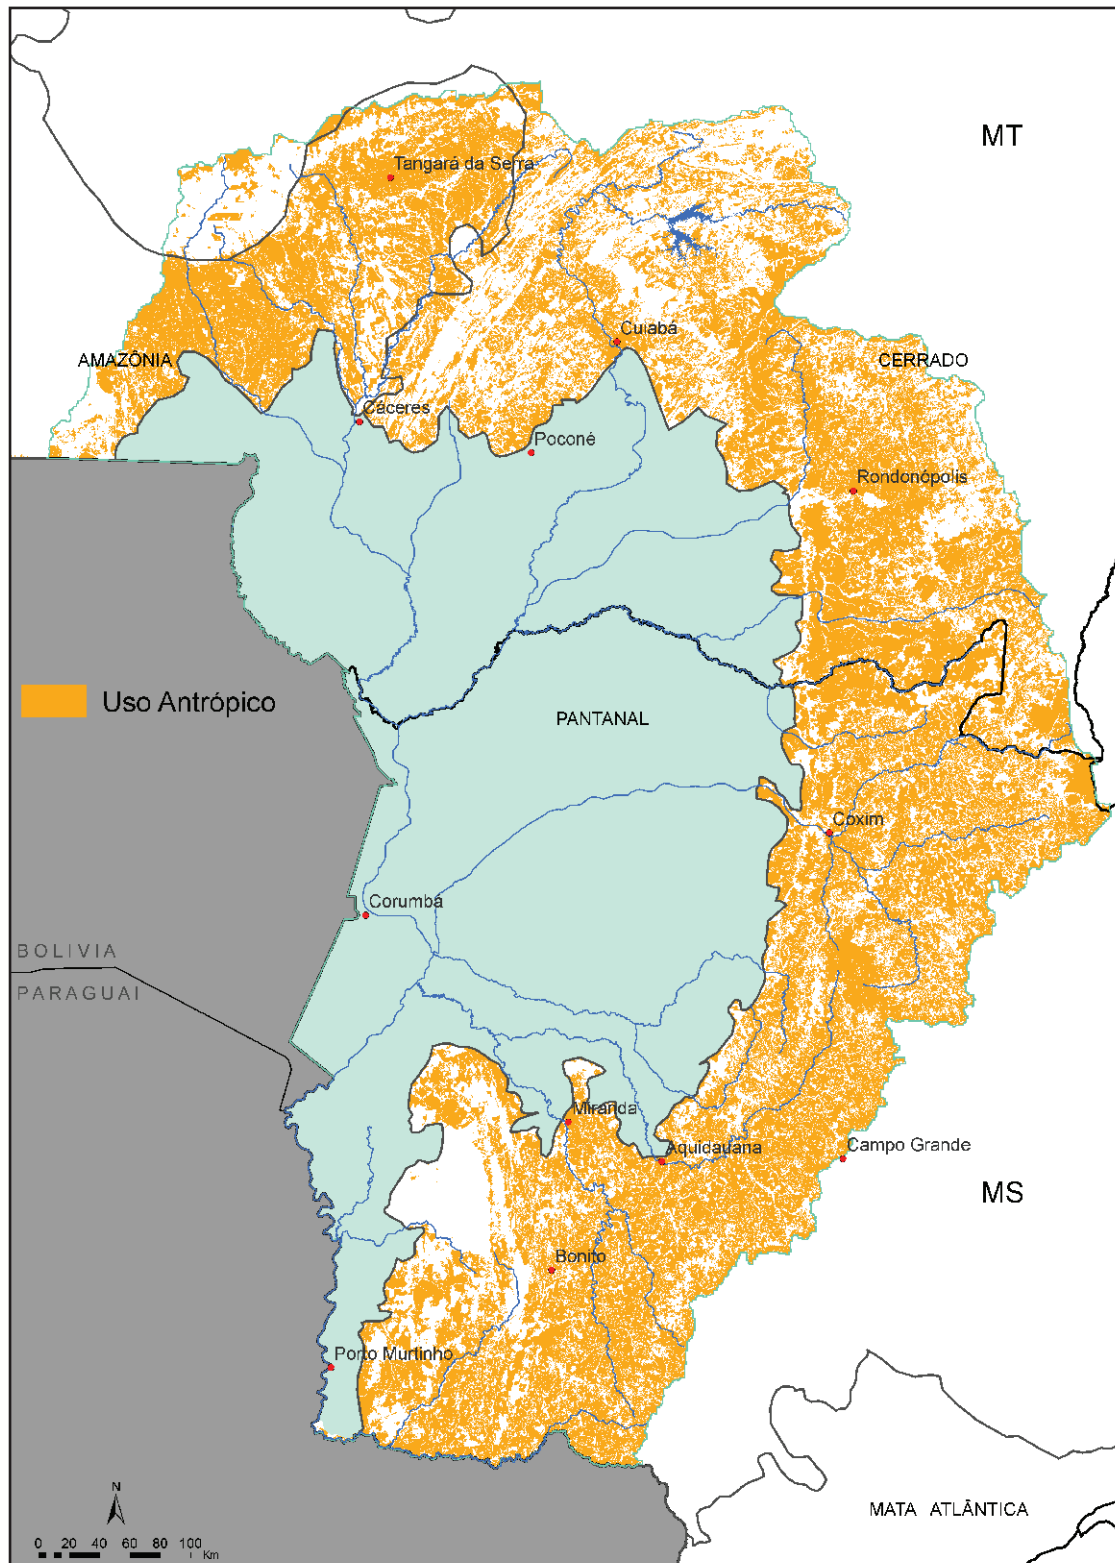 MT
Tangará da Serra
Cuiabá
AMAZÔNIA
CERRADO
Cáceres
Poconé
Rondonópolis
Uso Antrópico
PANTANAL
Coxim
Corumbá
BOLIVIA
PARAGUAI
Miranda
Aquidauana
Campo Grande
MS
Bonito
Porto Murtinho
N
MATA ATLÂNTICA
0 20 40 60 80 100
Km